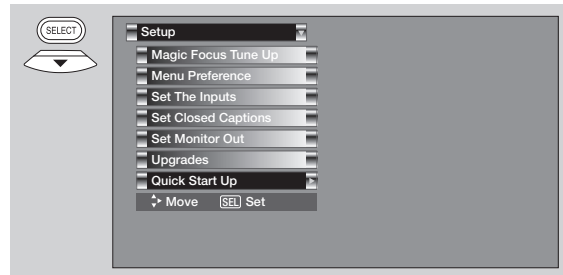 SELECT
Setup
Magic Focus Tune Up
Menu Preference
Set The Inputs
Set Closed Captions
Set Monitor Out
Upgrades
Quick Start Up
Move SEL Set